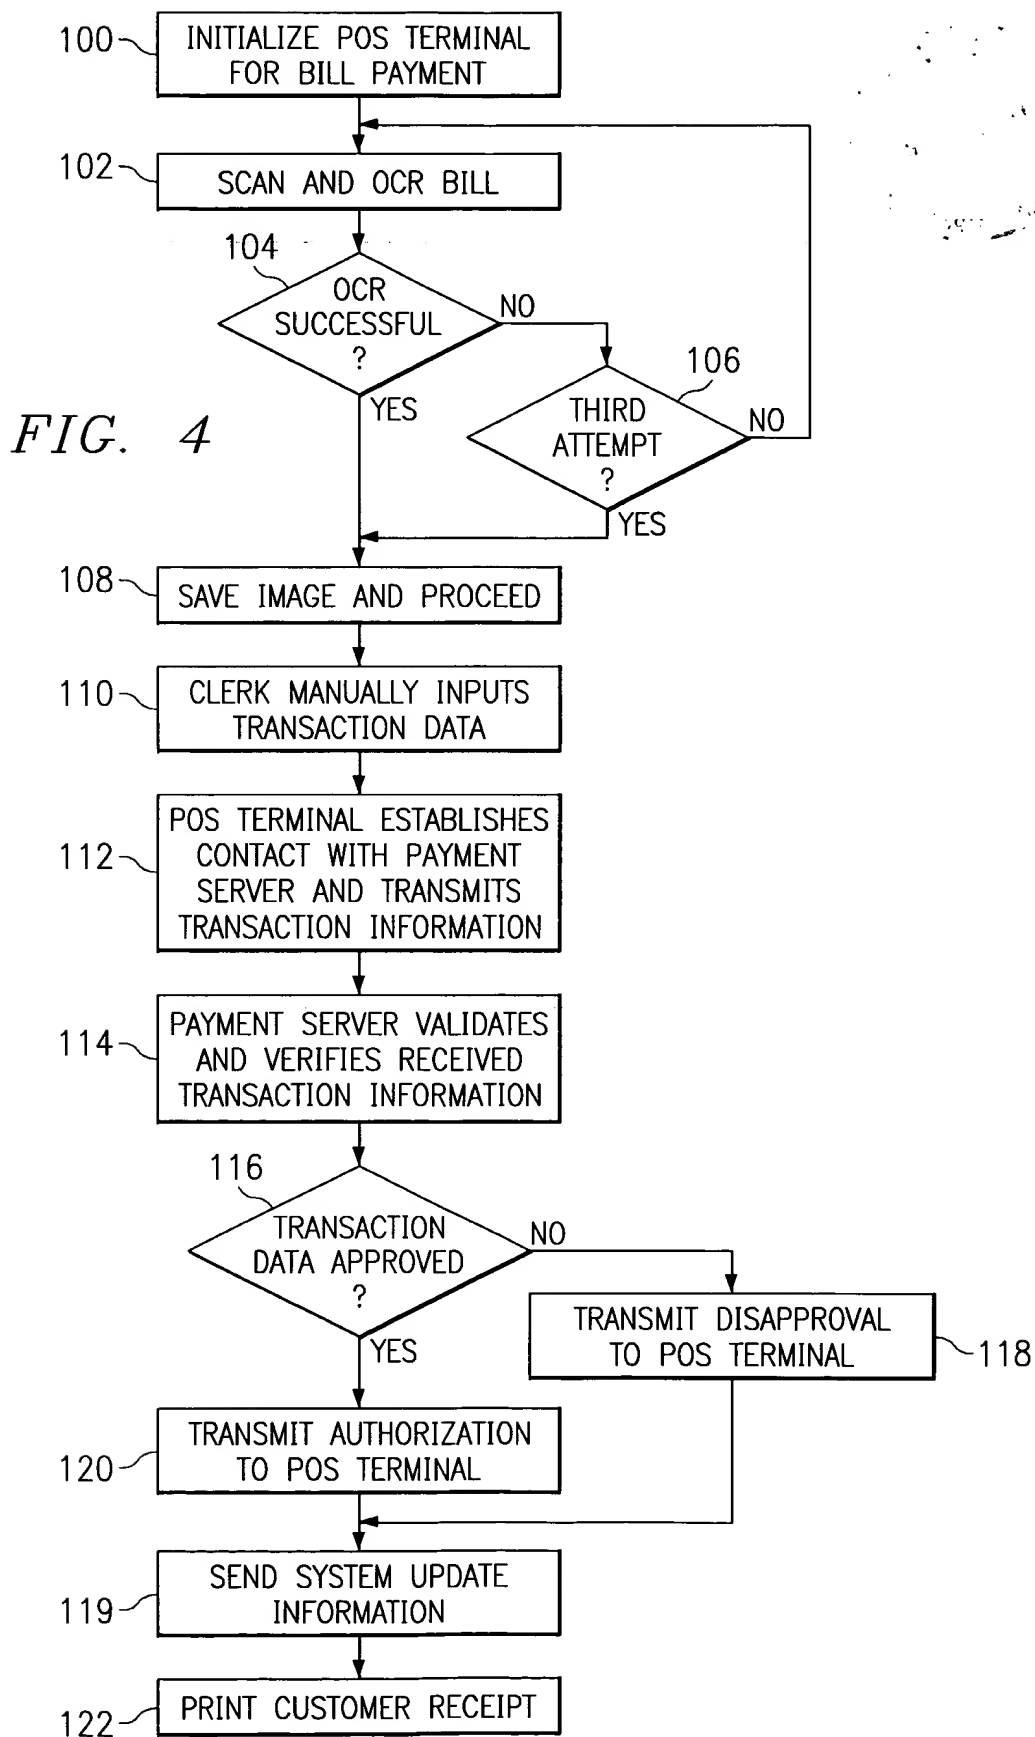 100
INITIALIZE POS TERMINAL
FOR BILL PAYMENT
102
SCAN AND OCR BILL
104
OCR
SUCCESSFUL
?
NO
YES
106
THIRD
ATTEMPT
?
NO
YES
FIG. 4
108
SAVE IMAGE AND PROCEED
110
CLERK MANUALLY INPUTS
TRANSACTION DATA
112
POS TERMINAL ESTABLISHES
CONTACT WITH PAYMENT
SERVER AND TRANSMITS
TRANSACTION INFORMATION
114
PAYMENT SERVER VALIDATES
AND VERIFIES RECEIVED
TRANSACTION INFORMATION
116
TRANSACTION
DATA APPROVED
?
NO
YES
TRANSMIT DISAPPROVAL
TO POS TERMINAL
118
120
TRANSMIT AUTHORIZATION
TO POS TERMINAL
119
SEND SYSTEM UPDATE
INFORMATION
122
PRINT CUSTOMER RECEIPT